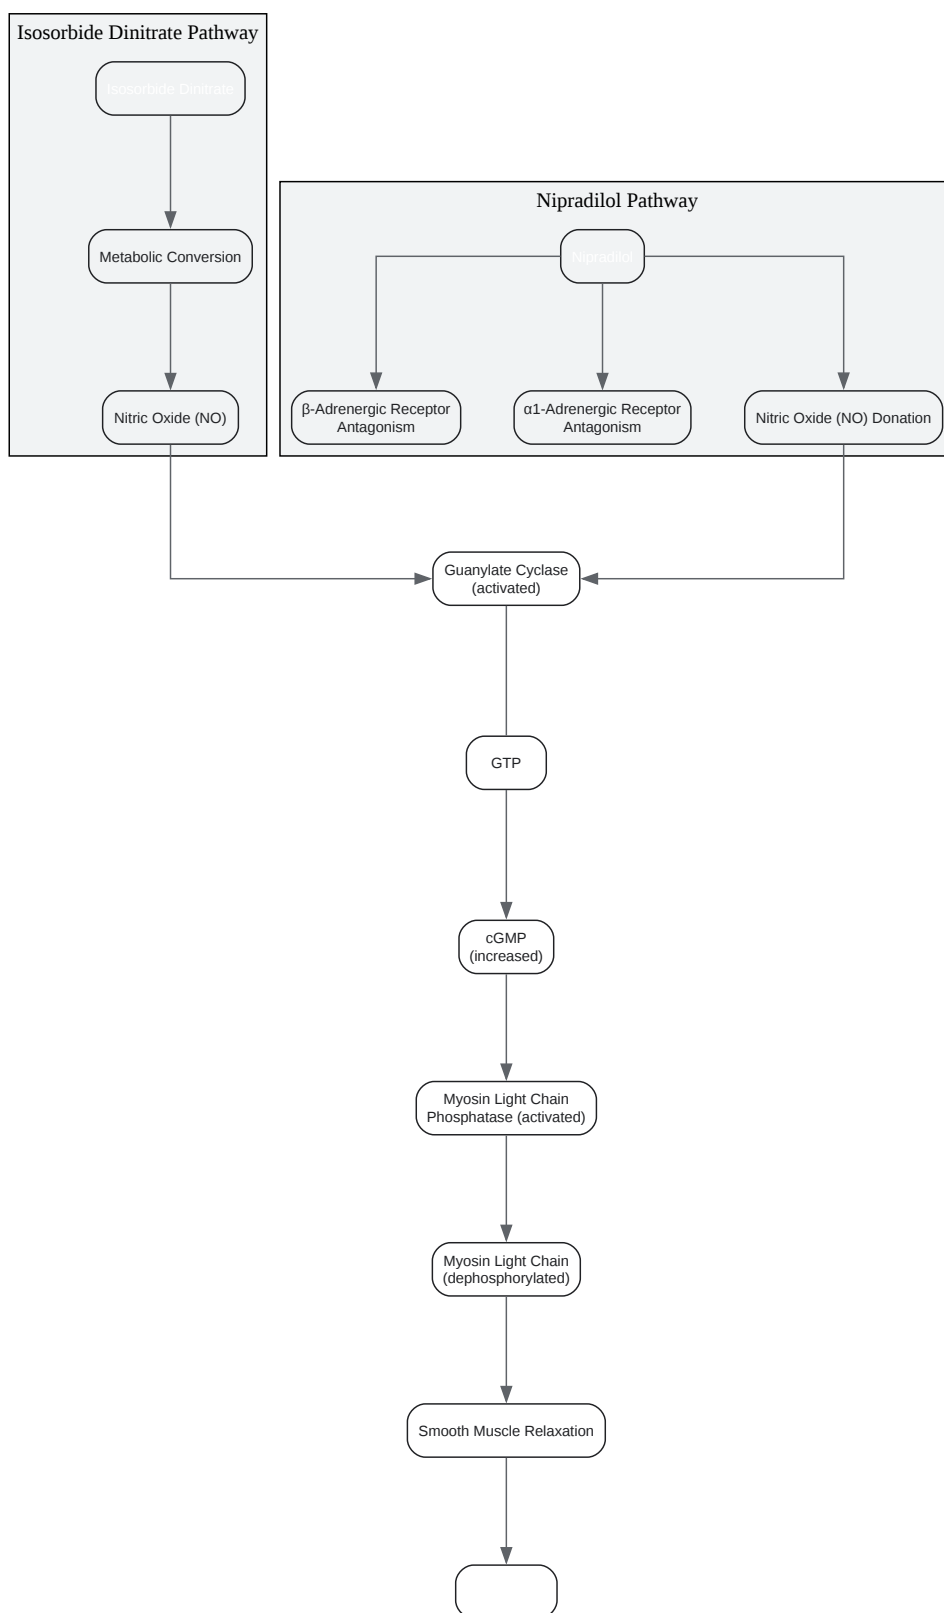 Isosorbide Dinitrate Pathway
Isosorbide Dinitrate
Metabolic Conversion
Nitric Oxide (NO)
Nipradilol Pathway
Nipradilol
β-Adrenergic Receptor
Antagonism
α1-Adrenergic Receptor
Antagonism
Nitric Oxide (NO) Donation
Guanylate Cyclase
(activated)
GTP
cGMP
(increased)
Myosin Light Chain
Phosphatase (activated)
Myosin Light Chain
(dephosphorylated)
Smooth Muscle Relaxation